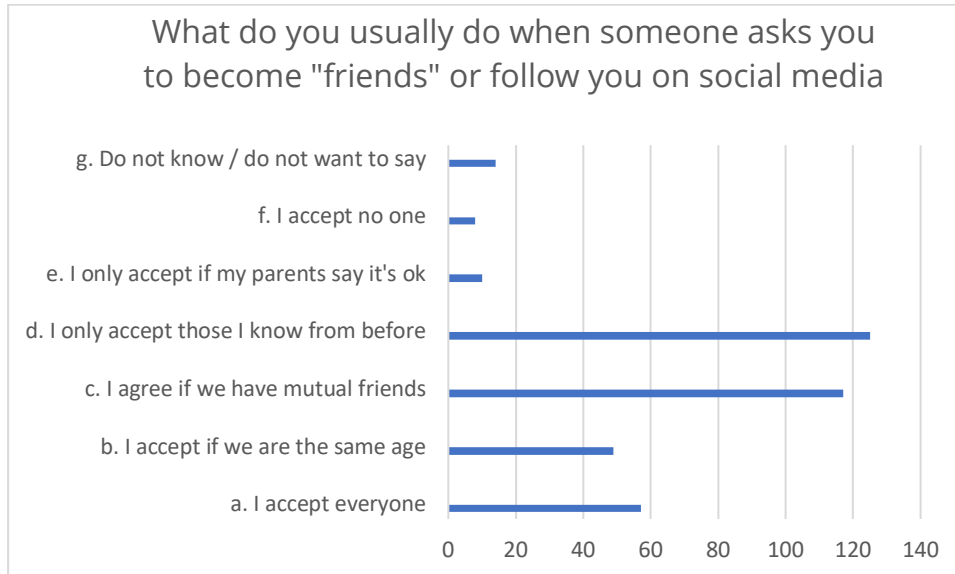 What do you usually do when someone asks you
to become "friends" or follow you on social media
g. Do not know / do not want to say
f. I accept no one
e. I only accept if my parents say it's ok
d. I only accept those I know from before
c. I agree if we have mutual friends
b. I accept if we are the same age
a. I accept everyone
0 20 40 60 80 100 120 140